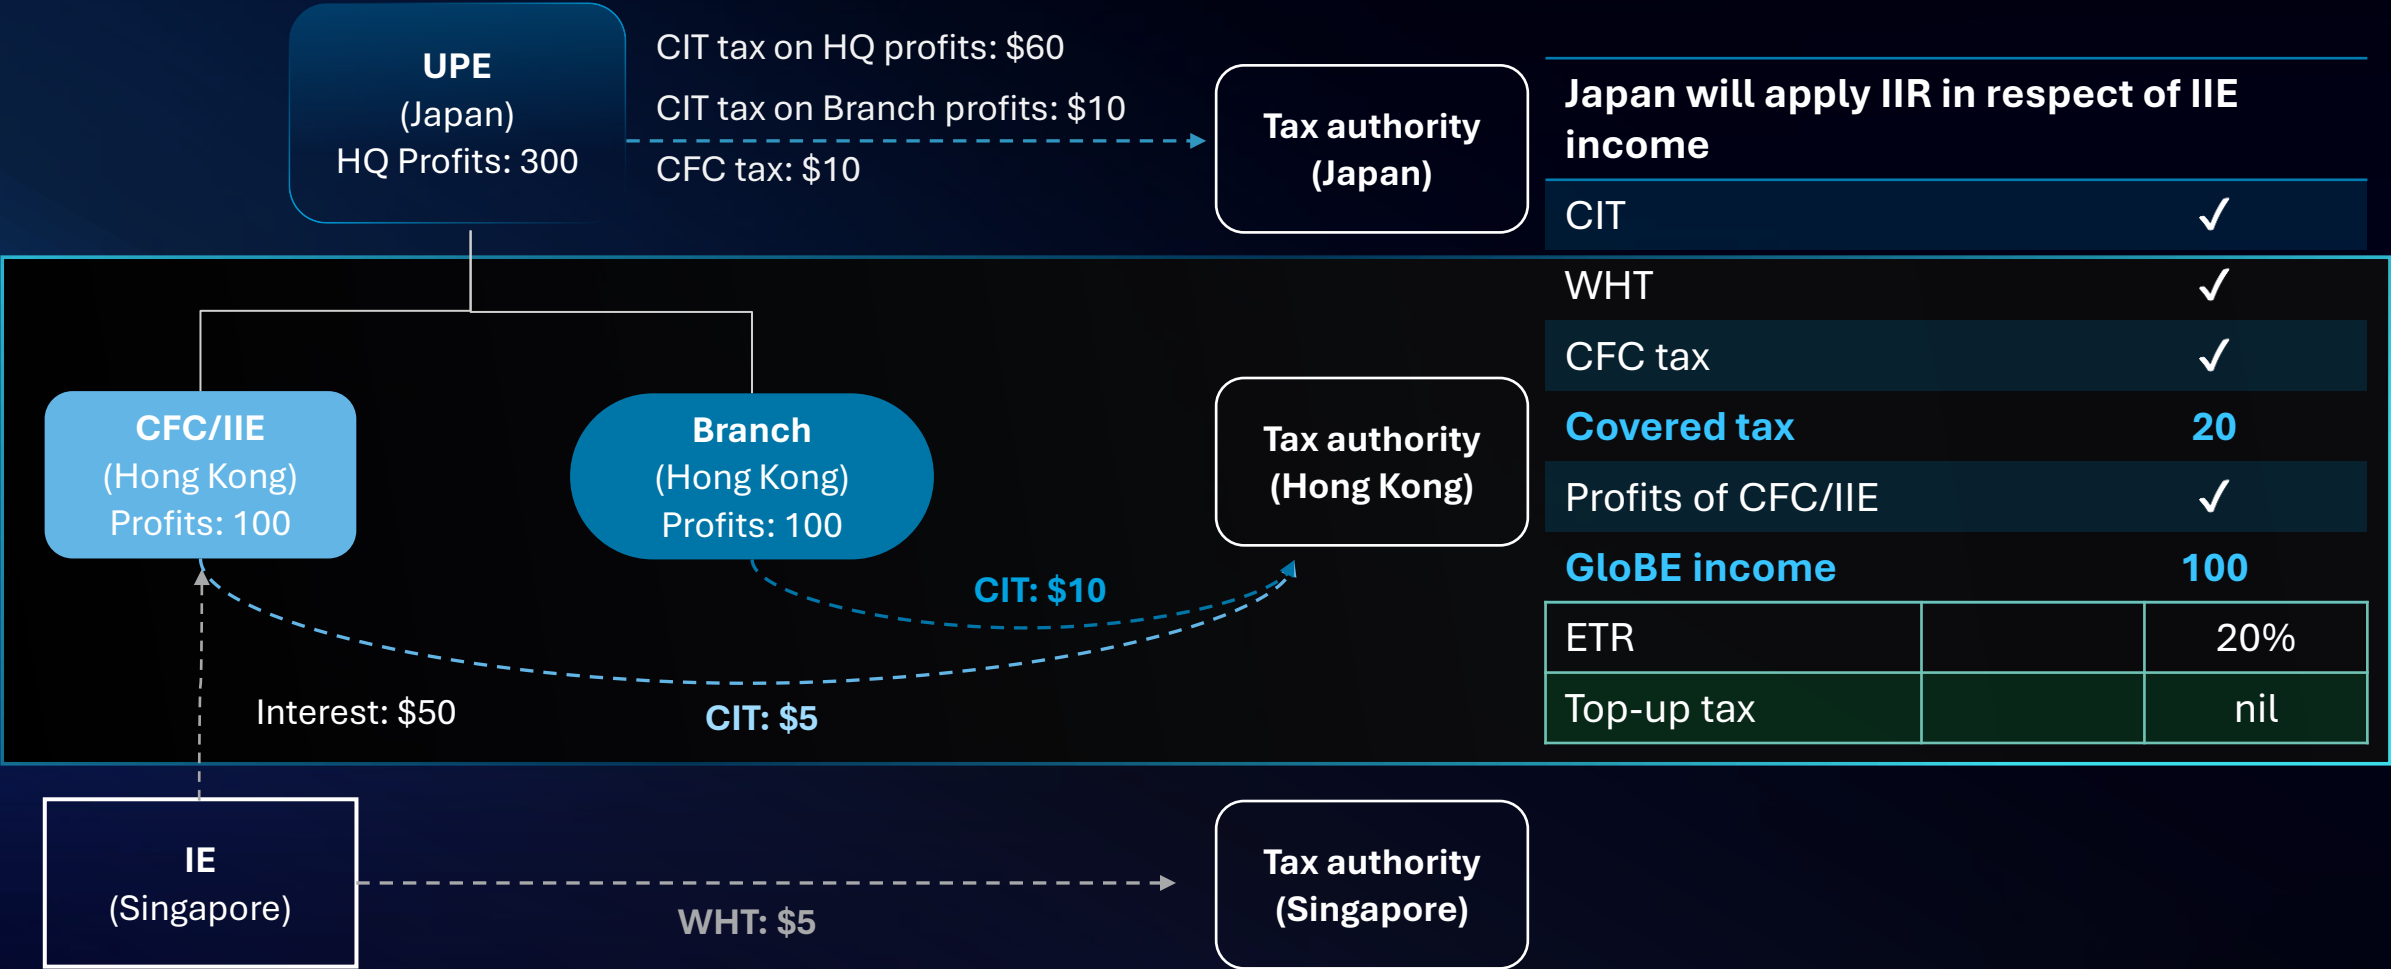 UPE
(Japan)
HQ Profits: 300
CIT tax on HQ profits: $60
CIT tax on Branch profits: $10
CFC tax: $10
Tax authority
(Japan)
Japan will apply IIR in respect of IIE
income
CIT ✓
WHT ✓
CFC tax ✓
Covered tax 20
Profits of CFC/IIE ✓
GloBE income 100
ETR 20%
Top-up tax nil
CFC/IIE
(Hong Kong)
Profits: 100
Branch
(Hong Kong)
Profits: 100
Tax authority
(Hong Kong)
CIT: $10
Interest: $50
CIT: $5
IE
(Singapore)
WHT: $5
Tax authority
(Singapore)